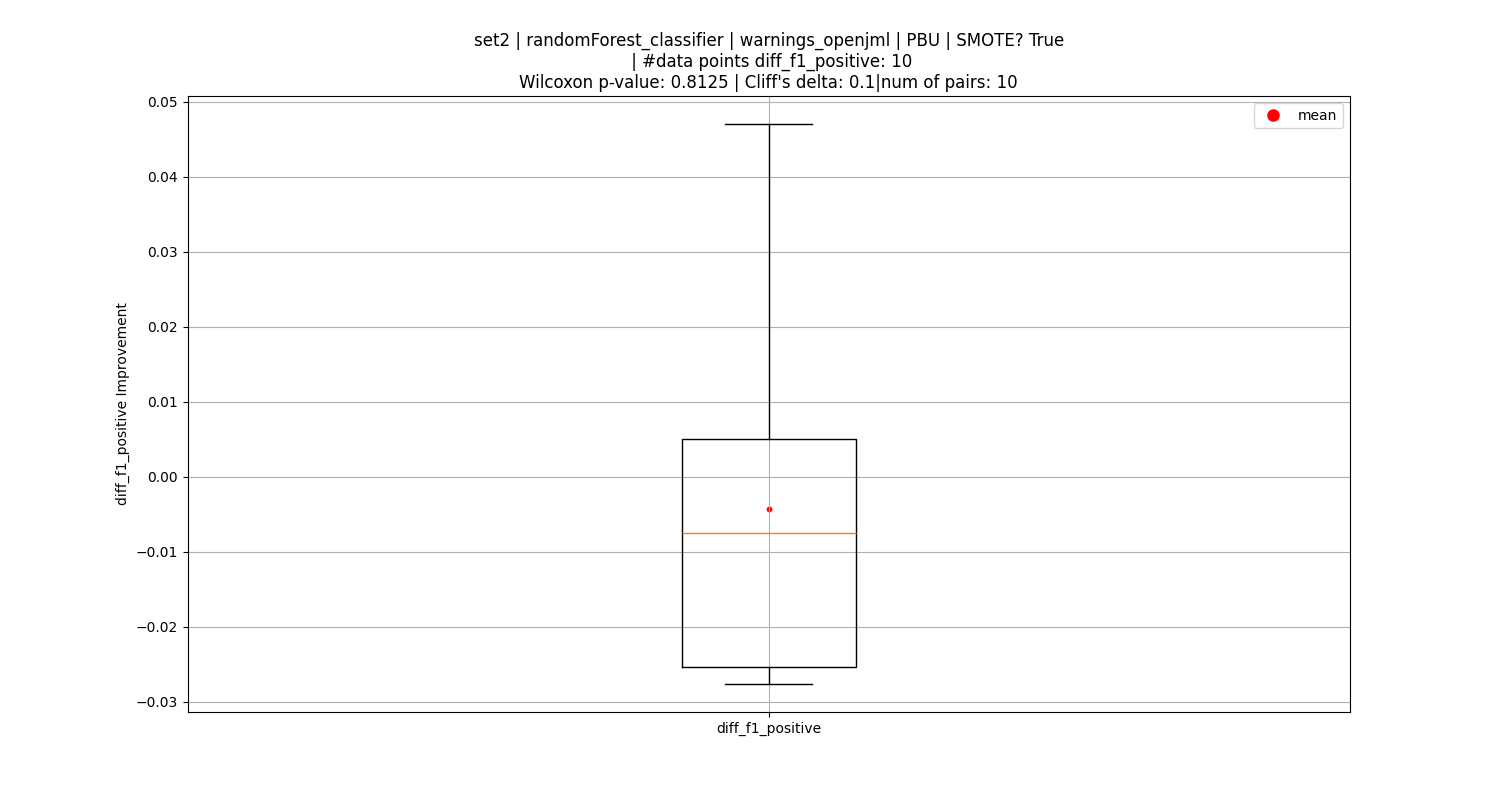 set2 | randomForest_classifier | warnings_openjml | PBU | SMOTE? True
| #data points diff_f1_positive: 10
Wilcoxon p-value: 0.8125 | Cliff's delta: 0.1|num of pairs: 10
mean
0.05
0.04
0.03
0.02
0.01
0.00
−0.01
−0.02
−0.03
diff_f1_positive Improvement
diff_f1_positive